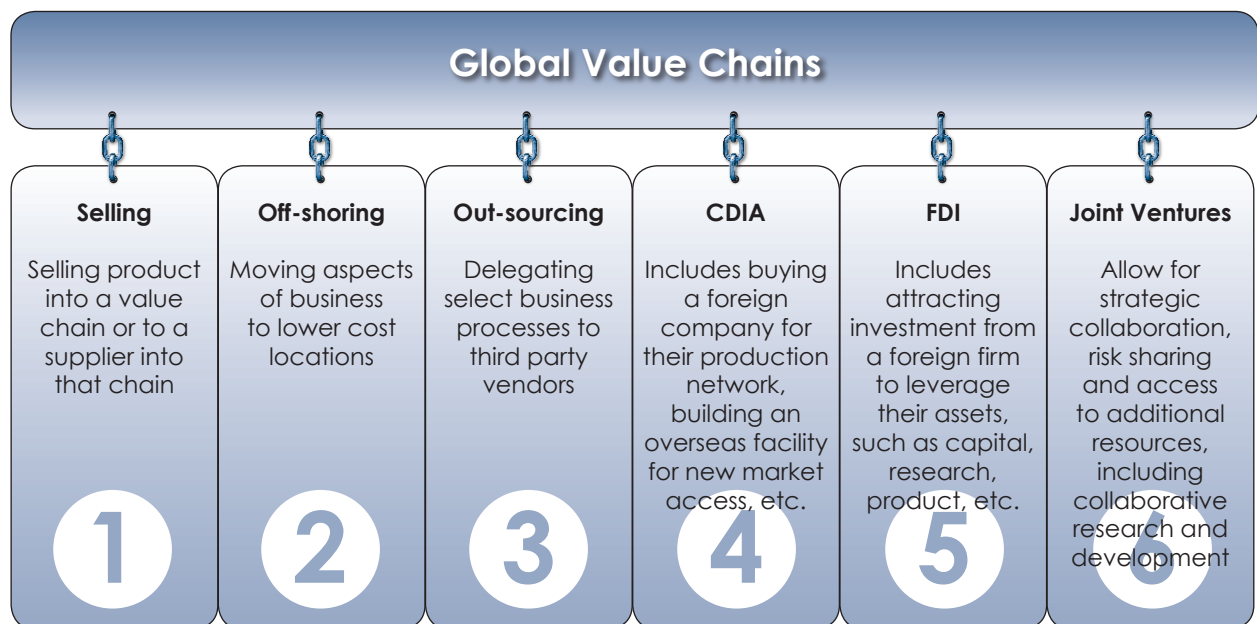 Global Value Chains
Selling
Selling product
into a value
chain or to a
supplier into
that chain
1
Off-shoring
Moving aspects
of business
to lower cost
locations
2
Out-sourcing
Delegating
select business
processes to
third party
vendors
3
CDIA
Includes buying
a foreign
company for
their production
network,
building an
overseas facility
for new market
access, etc.
4
FDI
Includes
attracting
investment from
a foreign firm
to leverage
their assets,
such as capital,
research,
product, etc.
5
Joint Ventures
Allow for
strategic
collaboration,
risk sharing
and access
to additional
resources,
including
collaborative
research and
development
6